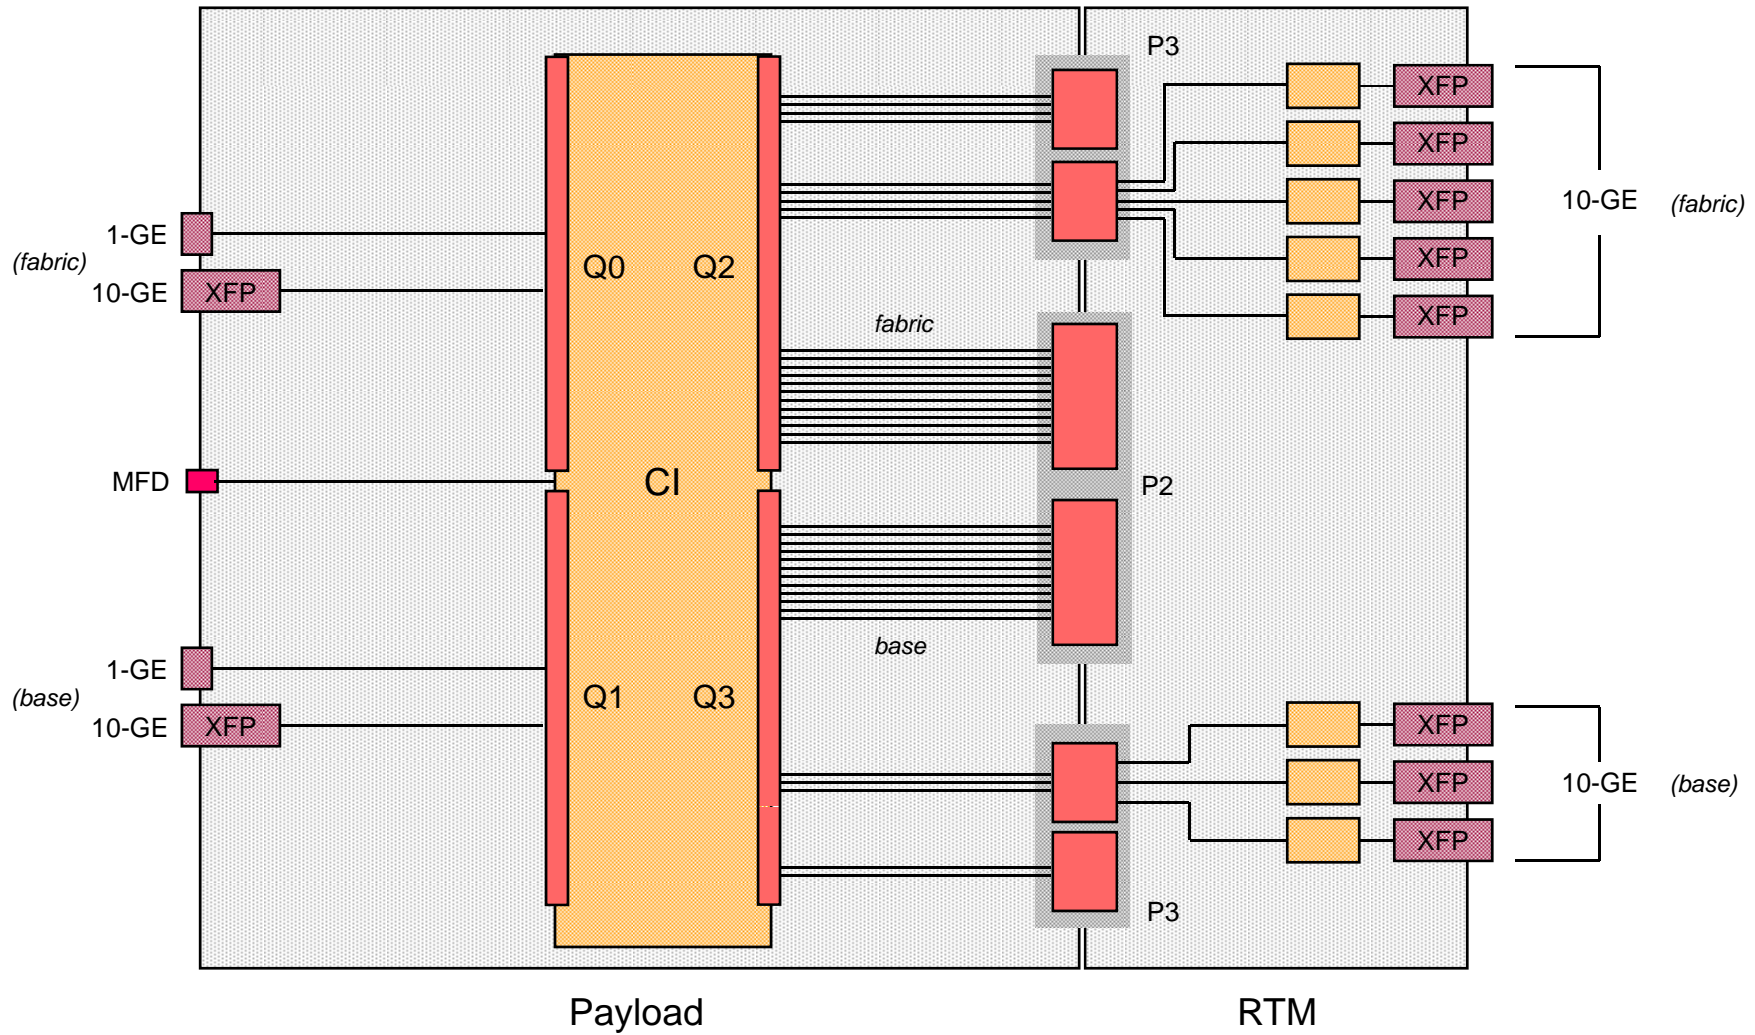 P3
XFP
XFP
XFP
10-GE
(fabric)
XFP
XFP
1-GE
(fabric)
10-GE
XFP
Q0
Q2
fabric
MFD
CI
P2
base
1-GE
(base)
10-GE
XFP
Q1
Q3
XFP
XFP
10-GE
(base)
XFP
P3
Payload
RTM